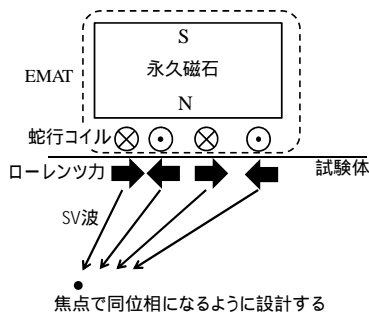 S
EMAT
永久磁石
N
蛇行コイル
ローレンツ力
試験体
SV波
焦点で同位相になるように設計する